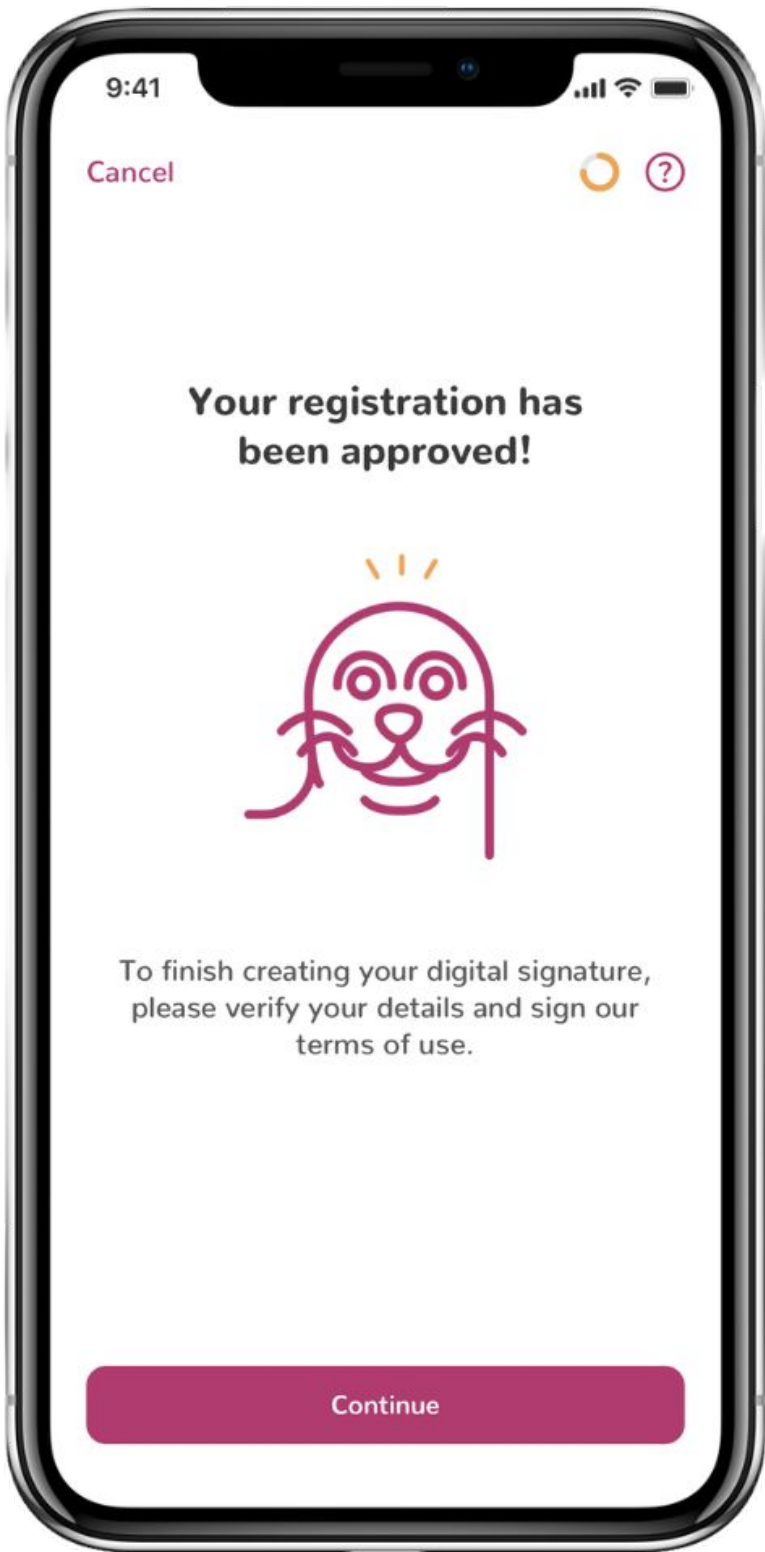 9:41
Cancel
?
Your registration has
been approved!
To finish creating your digital signature,
please verify your details and sign our
terms of use.
Continue